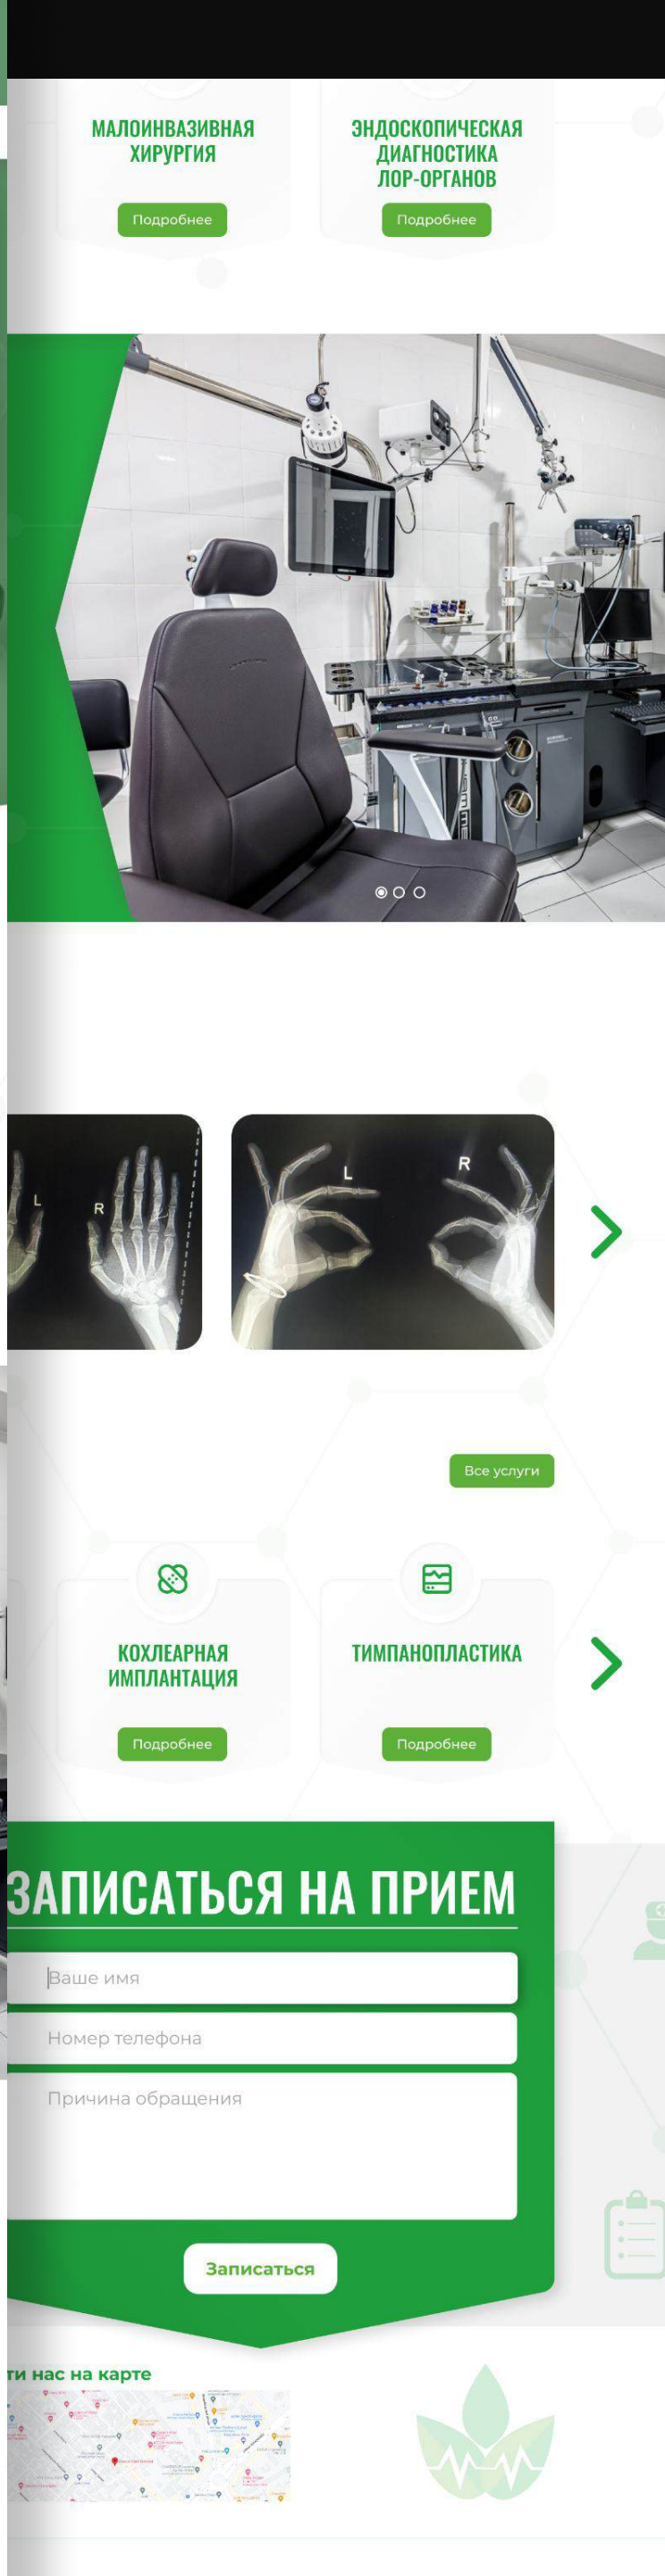 МАЛОИНВАЗИВНАЯ
ХИРУРГИЯ
Подробнее
ЭНДОСКОПИЧЕСКАЯ
ДИАГНОСТИКА
ЛОР-ОРГАНОВ
Подробнее
L
R
L
R
Все услуги
КОХЛЕАРНАЯ
ИМПЛАНТАЦИЯ
Подробнее
ТИМПАНОПЛАСТИКА
Подробнее
ЗАПИСАТЬСЯ НА ПРИЕМ
Ваше имя
Номер телефона
Причина обращения
Записаться
ти нас на карте